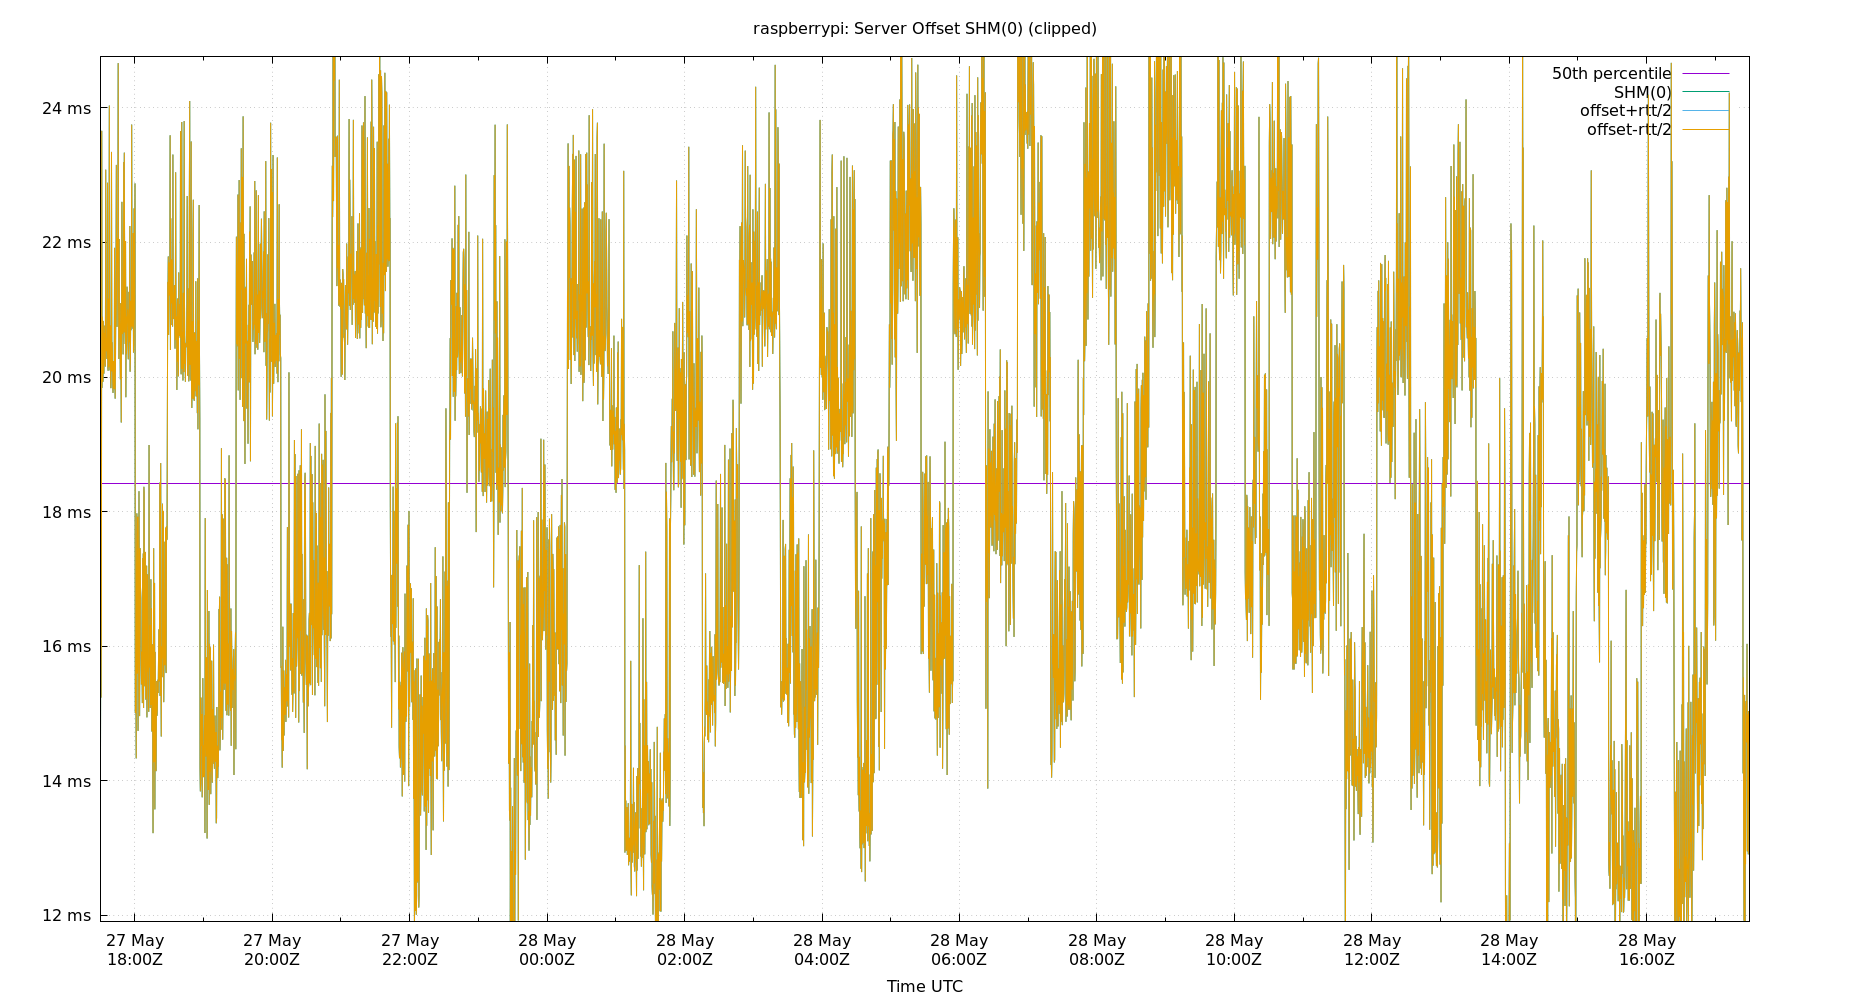 raspberrypi: Server Offset SHM(0) (clipped)
50th percentile
SHM(0)
offset+rtt/2
offset-rtt/2
24 ms
22 ms
20 ms
18 ms
16 ms
14 ms
12 ms
27 May 27 May 27 May 28 May 28 May 28 May 28 May 28 May 28 May 28 May 28 May 28 May
18:00Z 20:00Z 22:00Z 00:00Z 02:00Z 04:00Z 06:00Z 08:00Z 10:00Z 12:00Z 14:00Z 16:00Z
Time UTC